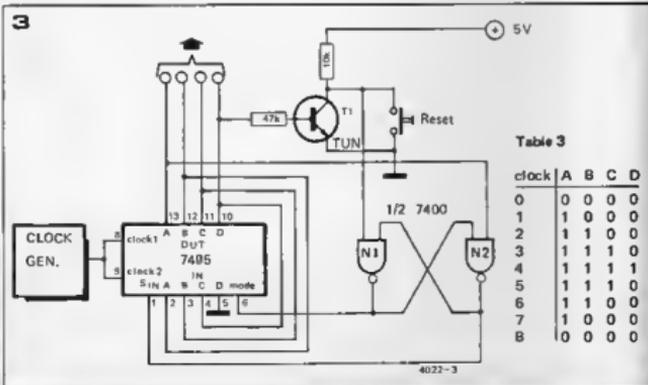 3
5V
10k
T1
47k
Reset
TUN
Table 3
clock A B C D
0 0 0 0 0
1 1 0 0 0
2 1 1 0 0
3 1 1 1 0
4 1 1 1 1
5 1 1 1 0
6 1 1 0 0
7 1 0 0 0
8 0 0 0 0
1/2 7400
N1
N2
13 12 11 10
A B C D
OUT
7495
IN
CLOCK
GEN.
8
clock1
9
clock2
SIN A B C D mode
1 2 3 4 5 6
4022-3